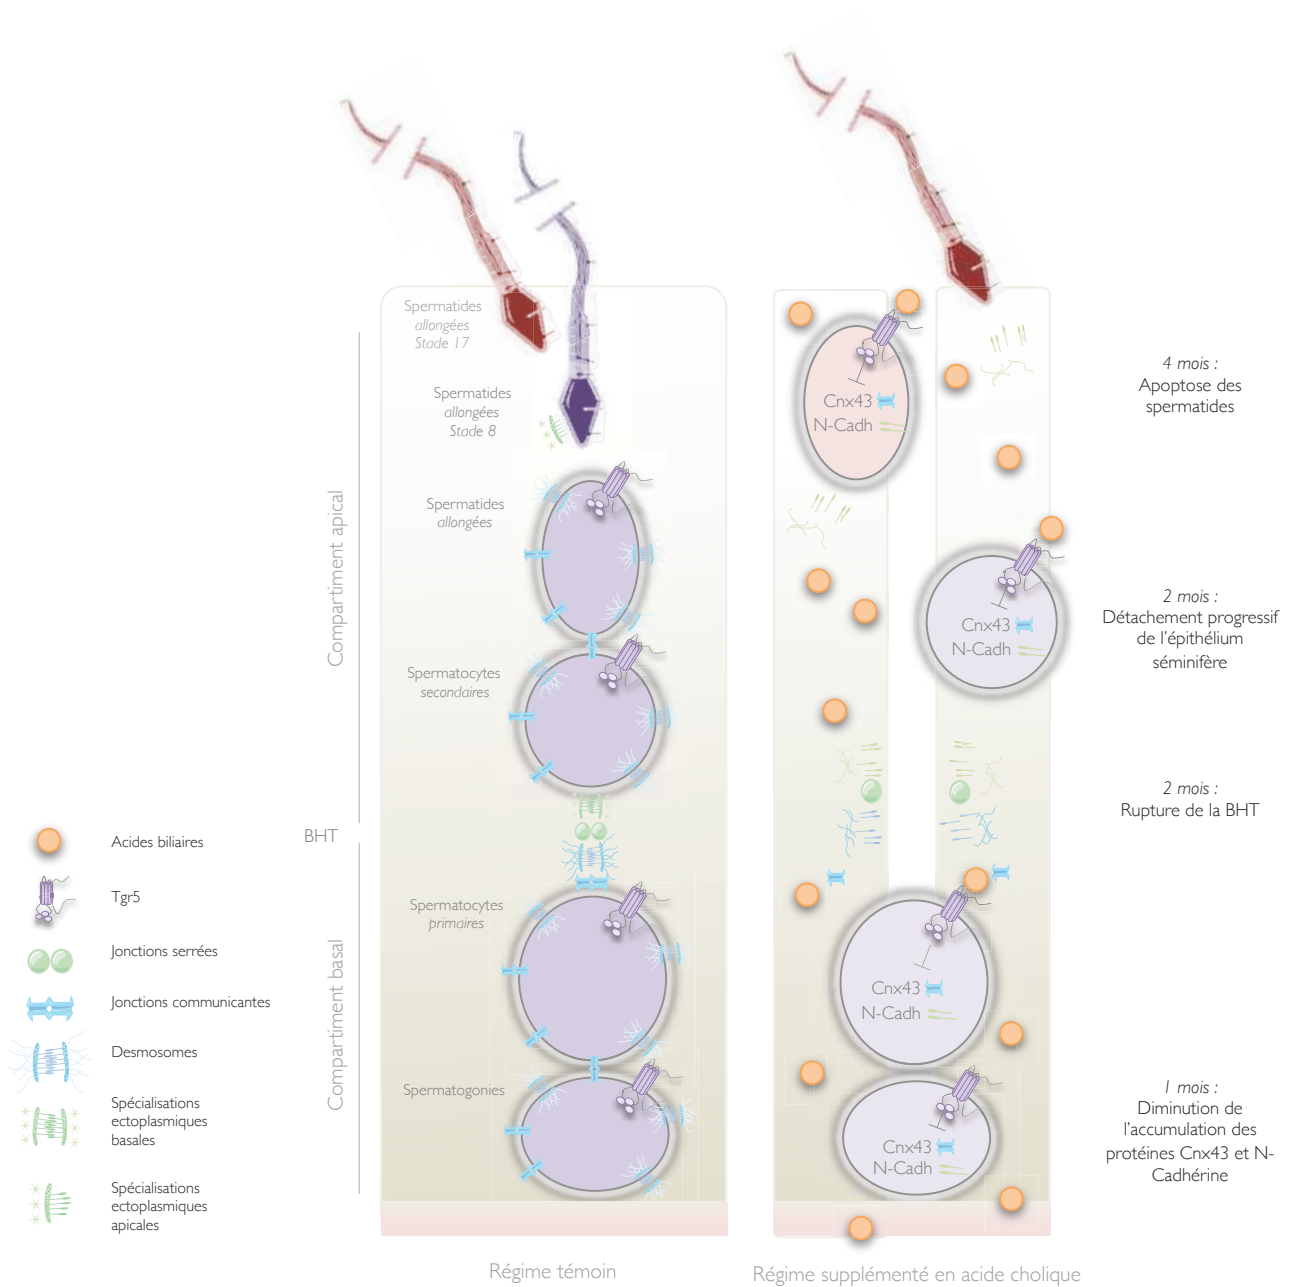 Spermatides
allongées
Stade 17
Spermatides
allongées
Stade 8
Spermatides
allongées
Spermatocytes
secondaires
Spermatocytes
primaires
Spermatogonies
Compartiment apical
BHT
Compartiment basal
Acides biliaires
Tgr5
Jonctions serrées
Jonctions communicantes
Desmosomes
Spécialisations
ectoplasmiques
basales
Spécialisations
ectoplasmiques
apicales
Cnx43
N-Cadh
Cnx43
N-Cadh
Cnx43
N-Cadh
Cnx43
N-Cadh
4 mois :
Apoptose des
spermatides
2 mois :
Détachement progressif
de l'épithélium
séminifère
2 mois :
Rupture de la BHT
1 mois :
Diminution de
l'accumulation des
protéines Cnx43 et N-
Cadhérine
Régime témoin
Régime supplémenté en acide cholique